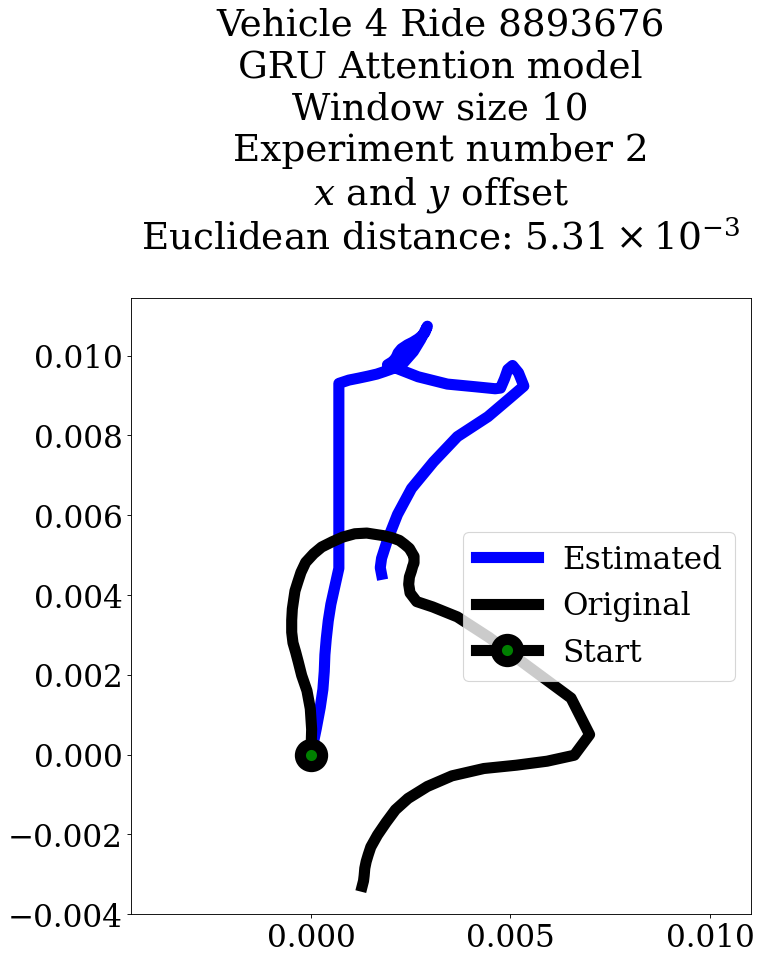 Vehicle 4 Ride 8893676
GRU Attention model
Window size 10
Experiment number 2
x and y offset
Euclidean distance: 5.31 × 10⁻³
0.010
0.008
0.006
0.004
0.002
0.000
−0.002
−0.004
Estimated
Original
Start
0.000 0.005 0.010